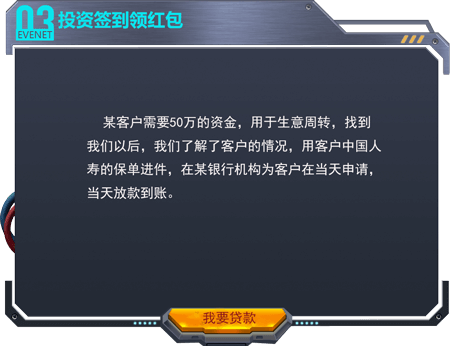 03
EVENET
投资签到领红包
某客户需要50万的资金，用于生意周转，找到
我们以后，我们了解了客户的情况，用客户中国人
寿的保单进件，在某银行机构为客户在当天申请，
当天放款到账。
我要贷款